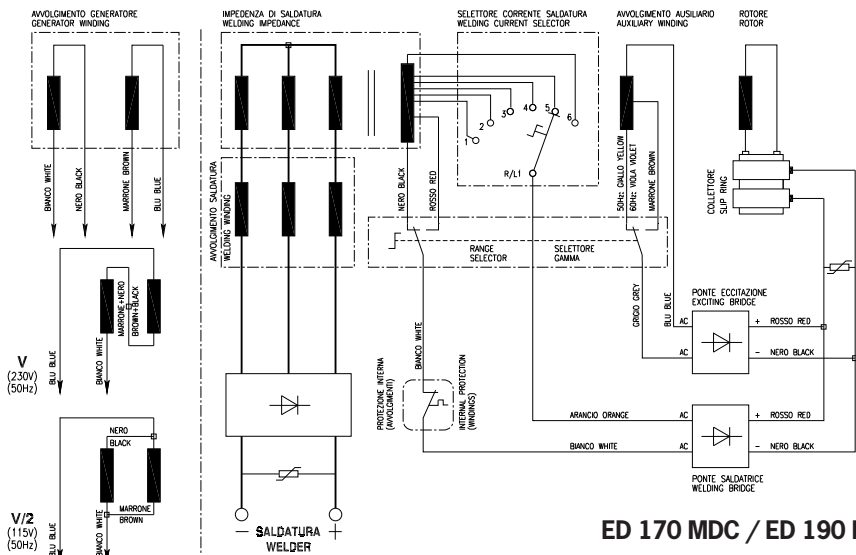 AVVOLGIMENTO GENERATORE
GENERATOR WINDING
IMPEDENZA DI SALDATURA
WELDING IMPEDANCE
SELETTORE CORRENTE SALDATURA
WELDING CURRENT SELECTOR
AVVOLGIMENTO AUSILIARIO
AUXILIARY WINDING
ROTORE
ROTOR
1
2
3
4
5
6
R/L1
BIANCO WHITE
NERO BLACK
MARRONE BROWN
BLU BLUE
AVVOLGIMENTO SALDATURA
WELDING WINDING
NERO BLACK
ROSSO RED
50Hz: GIALLO YELLOW
60Hz: VIOLA VIOLET
MARRONE BROWN
COLLETTORE
SLIP RING
RANGE
SELECTOR
SELETTORE
GAMMA
V
(230V)
(50Hz)
BLU BLUE
BIANCO WHITE
MARRONE+NERO
BROWN+BLACK
BIANCO WHITE
GRIGIO GREY
BLU BLUE
PONTE ECCITAZIONE
EXCITING BRIDGE
AC
+ ROSSO RED
AC
- NERO BLACK
PROTEZIONE INTERNA
(AVVOLGIMENTI)
INTERNAL PROTECTION
(WINDINGS)
ARANCIO ORANGE
AC
+ ROSSO RED
BIANCO WHITE
AC
- NERO BLACK
PONTE SALDATRICE
WELDING BRIDGE
V/2
(115V)
(50Hz)
BLU BLUE
NERO
BLACK
BIANCO WHITE
MARRONE
BROWN
- SALDATURA +
WELDER
ED 170 MDC / ED 190